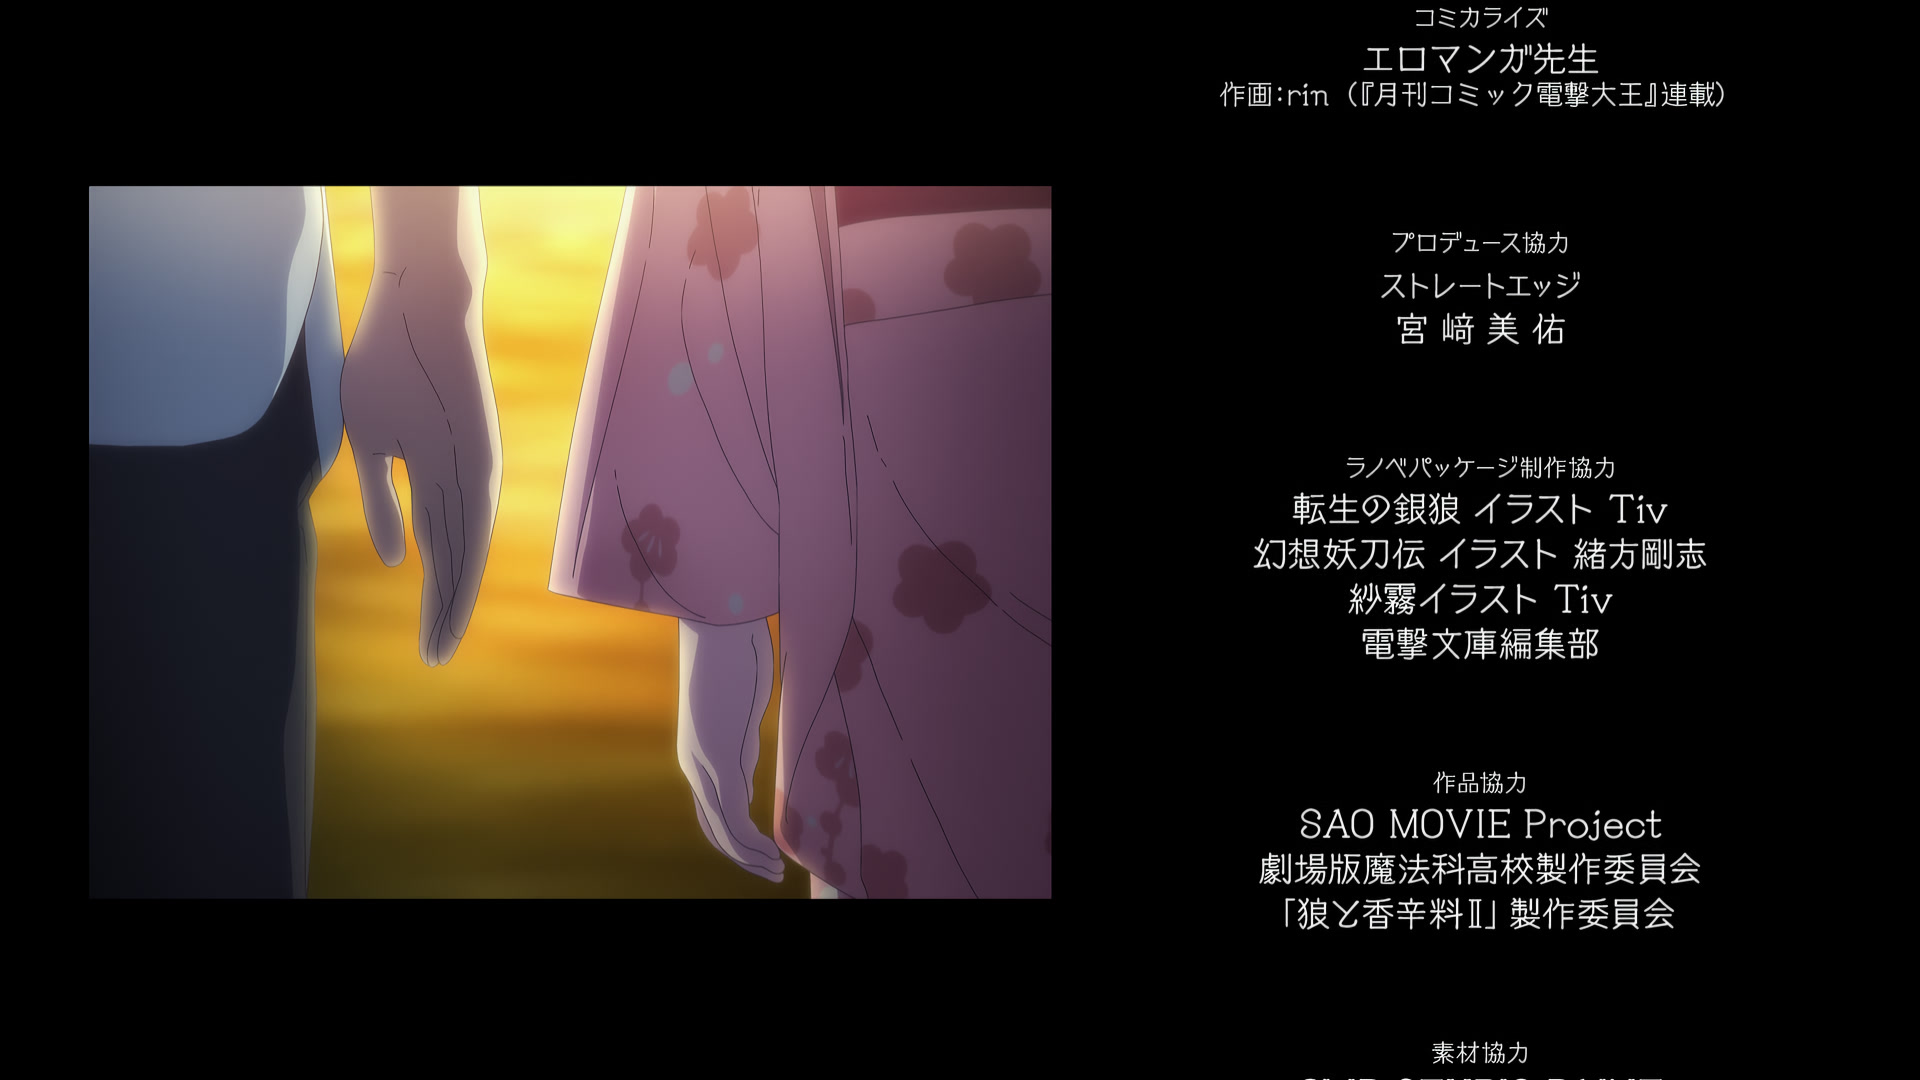 コミカライズ
エロマンガ先生
作画:rin（『月刊コミック電撃大王』連載）
プロデュース協力
ストレートエッジ
宮﨑美佑
ラノベパッケージ制作協力
転生の銀狼 イラスト Tiv
幻想妖刀伝 イラスト 緒方剛志
紗霧イラスト Tiv
電撃文庫編集部
作品協力
SAO MOVIE Project
劇場版魔法科高校製作委員会
「狼と香辛料Ⅱ」製作委員会
素材協力